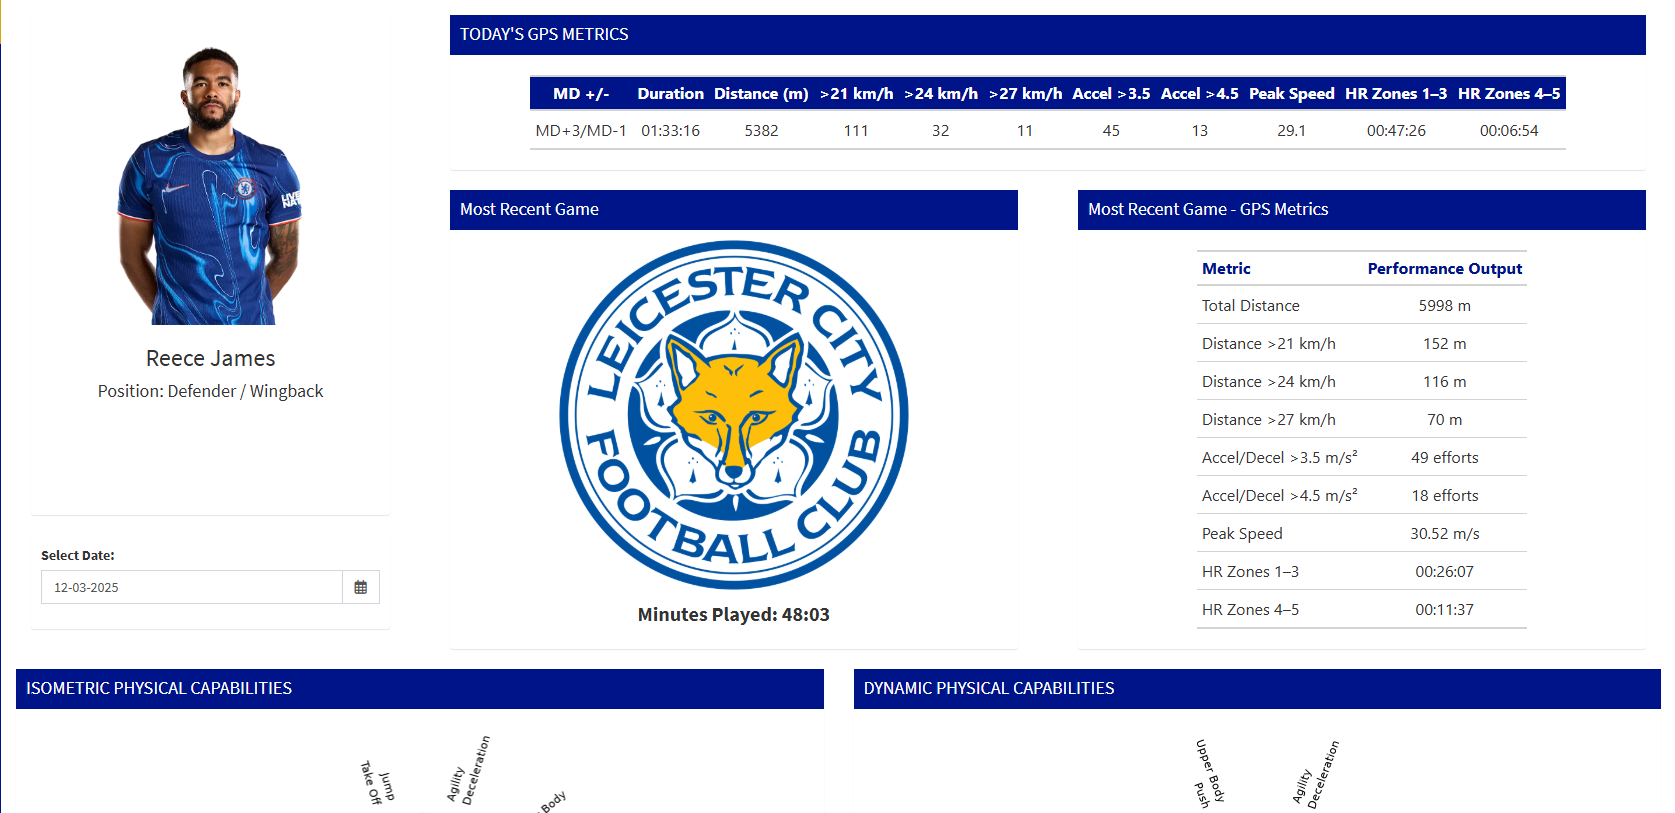 TODAY'S GPS METRICS
MD +/- Duration Distance (m) >21 km/h >24 km/h >27 km/h Accel >3.5 Accel >4.5 Peak Speed HR Zones 1–3 HR Zones 4–5
MD+3/MD-1 01:33:16 5382 111 32 11 45 13 29.1 00:47:26 00:06:54
LIVE
NAT
Reece James
Position: Defender / Wingback
Select Date:
12-03-2025
Most Recent Game
LEICESTER CITY
FOOTBALL CLUB
Minutes Played: 48:03
Most Recent Game - GPS Metrics
Metric Performance Output
Total Distance 5998 m
Distance >21 km/h 152 m
Distance >24 km/h 116 m
Distance >27 km/h 70 m
Accel/Decel >3.5 m/s² 49 efforts
Accel/Decel >4.5 m/s² 18 efforts
Peak Speed 30.52 m/s
HR Zones 1–3 00:26:07
HR Zones 4–5 00:11:37
ISOMETRIC PHYSICAL CAPABILITIES
Jump
Take Off
Agility
Deceleration
Body
DYNAMIC PHYSICAL CAPABILITIES
Upper Body
Push
Agility
Deceleration